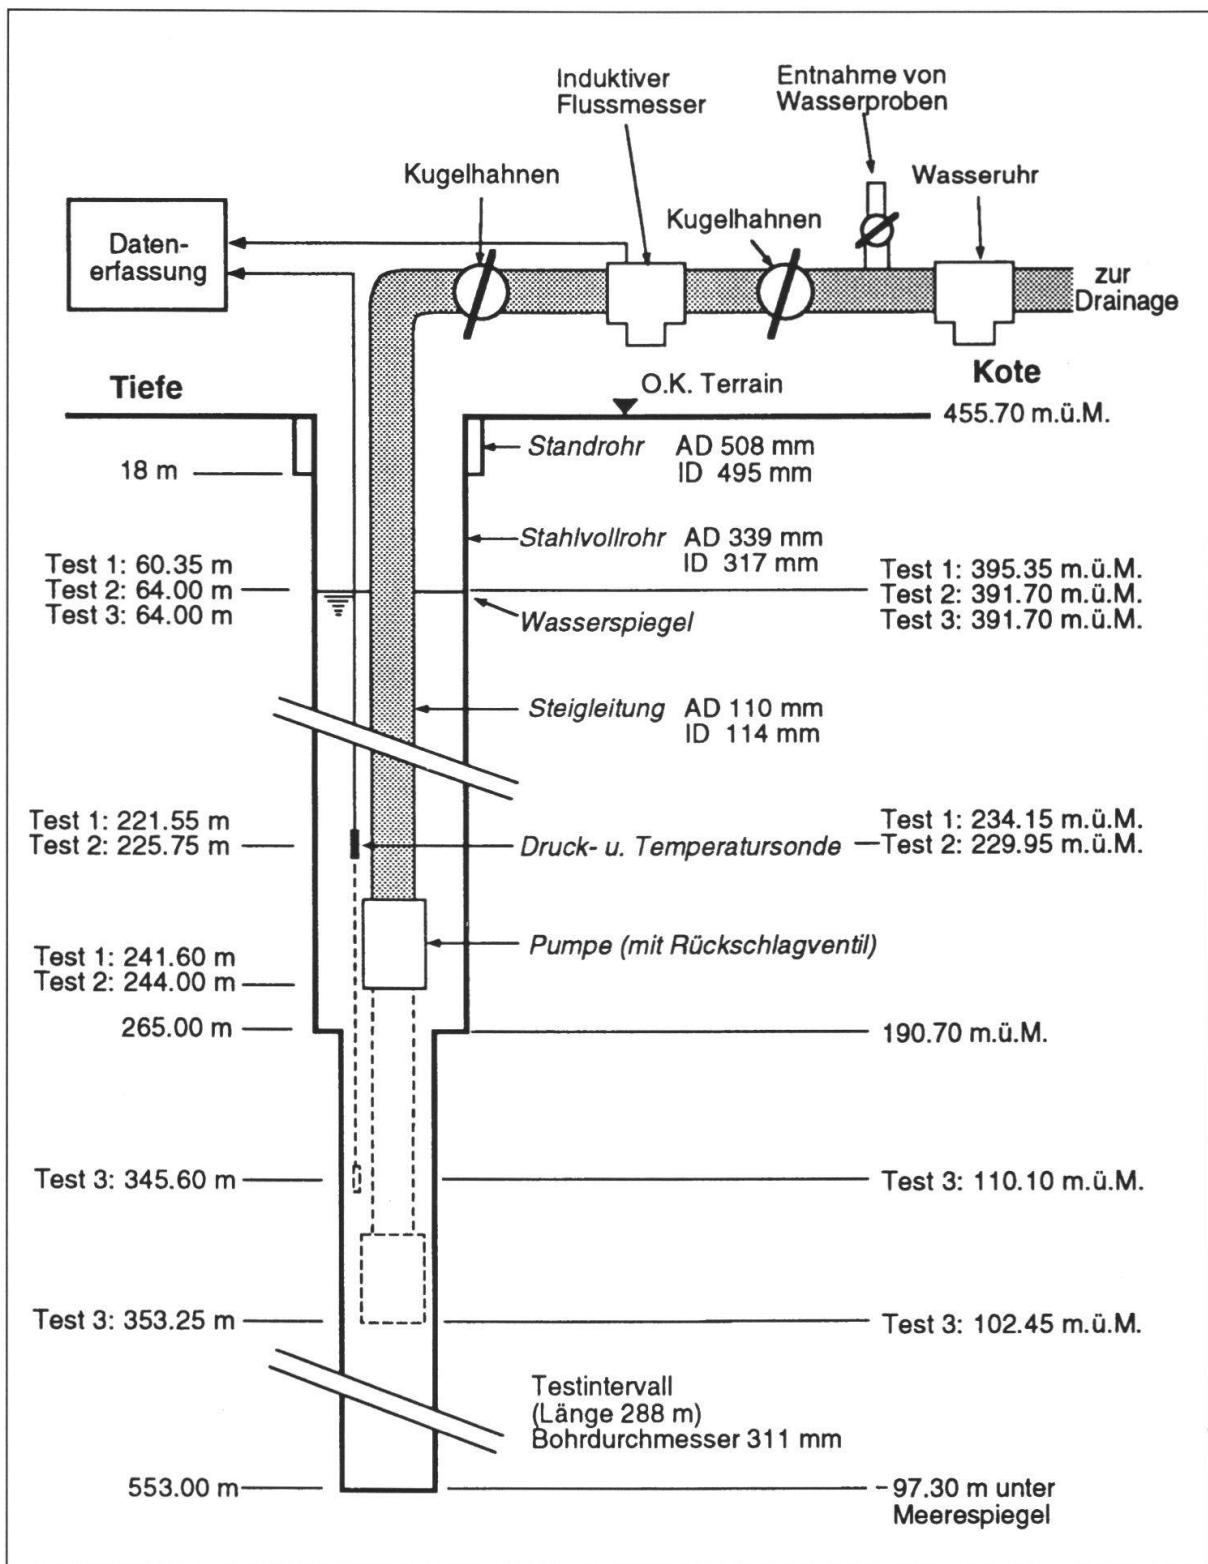 Induktiver
Flussmesser
Entnahme von
Wasserproben
Kugelhahnen
Wasseruhr
Kugelhahnen
Daten-
erfassung
zur
Drainage
Tiefe
O.K. Terrain
Kote
455.70 m.ü.M.
Standrohr AD 508 mm
ID 495 mm
18 m
Stahlvollrohr AD 339 mm
ID 317 mm
Test 1: 60.35 m
Test 2: 64.00 m
Test 3: 64.00 m
Test 1: 395.35 m.ü.M.
Test 2: 391.70 m.ü.M.
Test 3: 391.70 m.ü.M.
Wasserspiegel
Steigleitung AD 110 mm
ID 114 mm
Test 1: 221.55 m
Test 2: 225.75 m
Druck- u. Temperatursonde
Test 1: 234.15 m.ü.M.
Test 2: 229.95 m.ü.M.
Pumpe (mit Rückschlagventil)
Test 1: 241.60 m
Test 2: 244.00 m
265.00 m
190.70 m.ü.M.
Test 3: 345.60 m
Test 3: 110.10 m.ü.M.
Test 3: 353.25 m
Test 3: 102.45 m.ü.M.
Testintervall
(Länge 288 m)
Bohrdurchmesser 311 mm
553.00 m
- 97.30 m unter
Meerespiegel